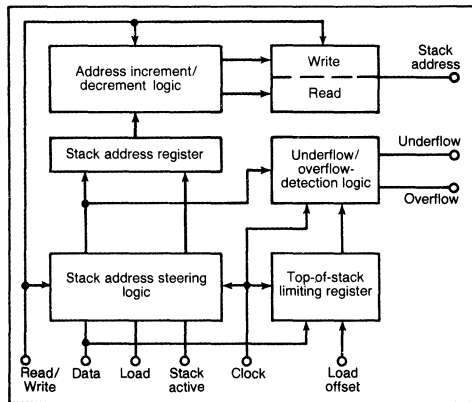 Address increment/
decrement logic
Write
Read
Stack
address
Stack address register
Underflow/
overflow-
detection logic
Underflow
Overflow
Stack address steering
logic
Top-of-stack
limiting register
Read/
Write
Data
Load
Stack
active
Clock
Load
offset